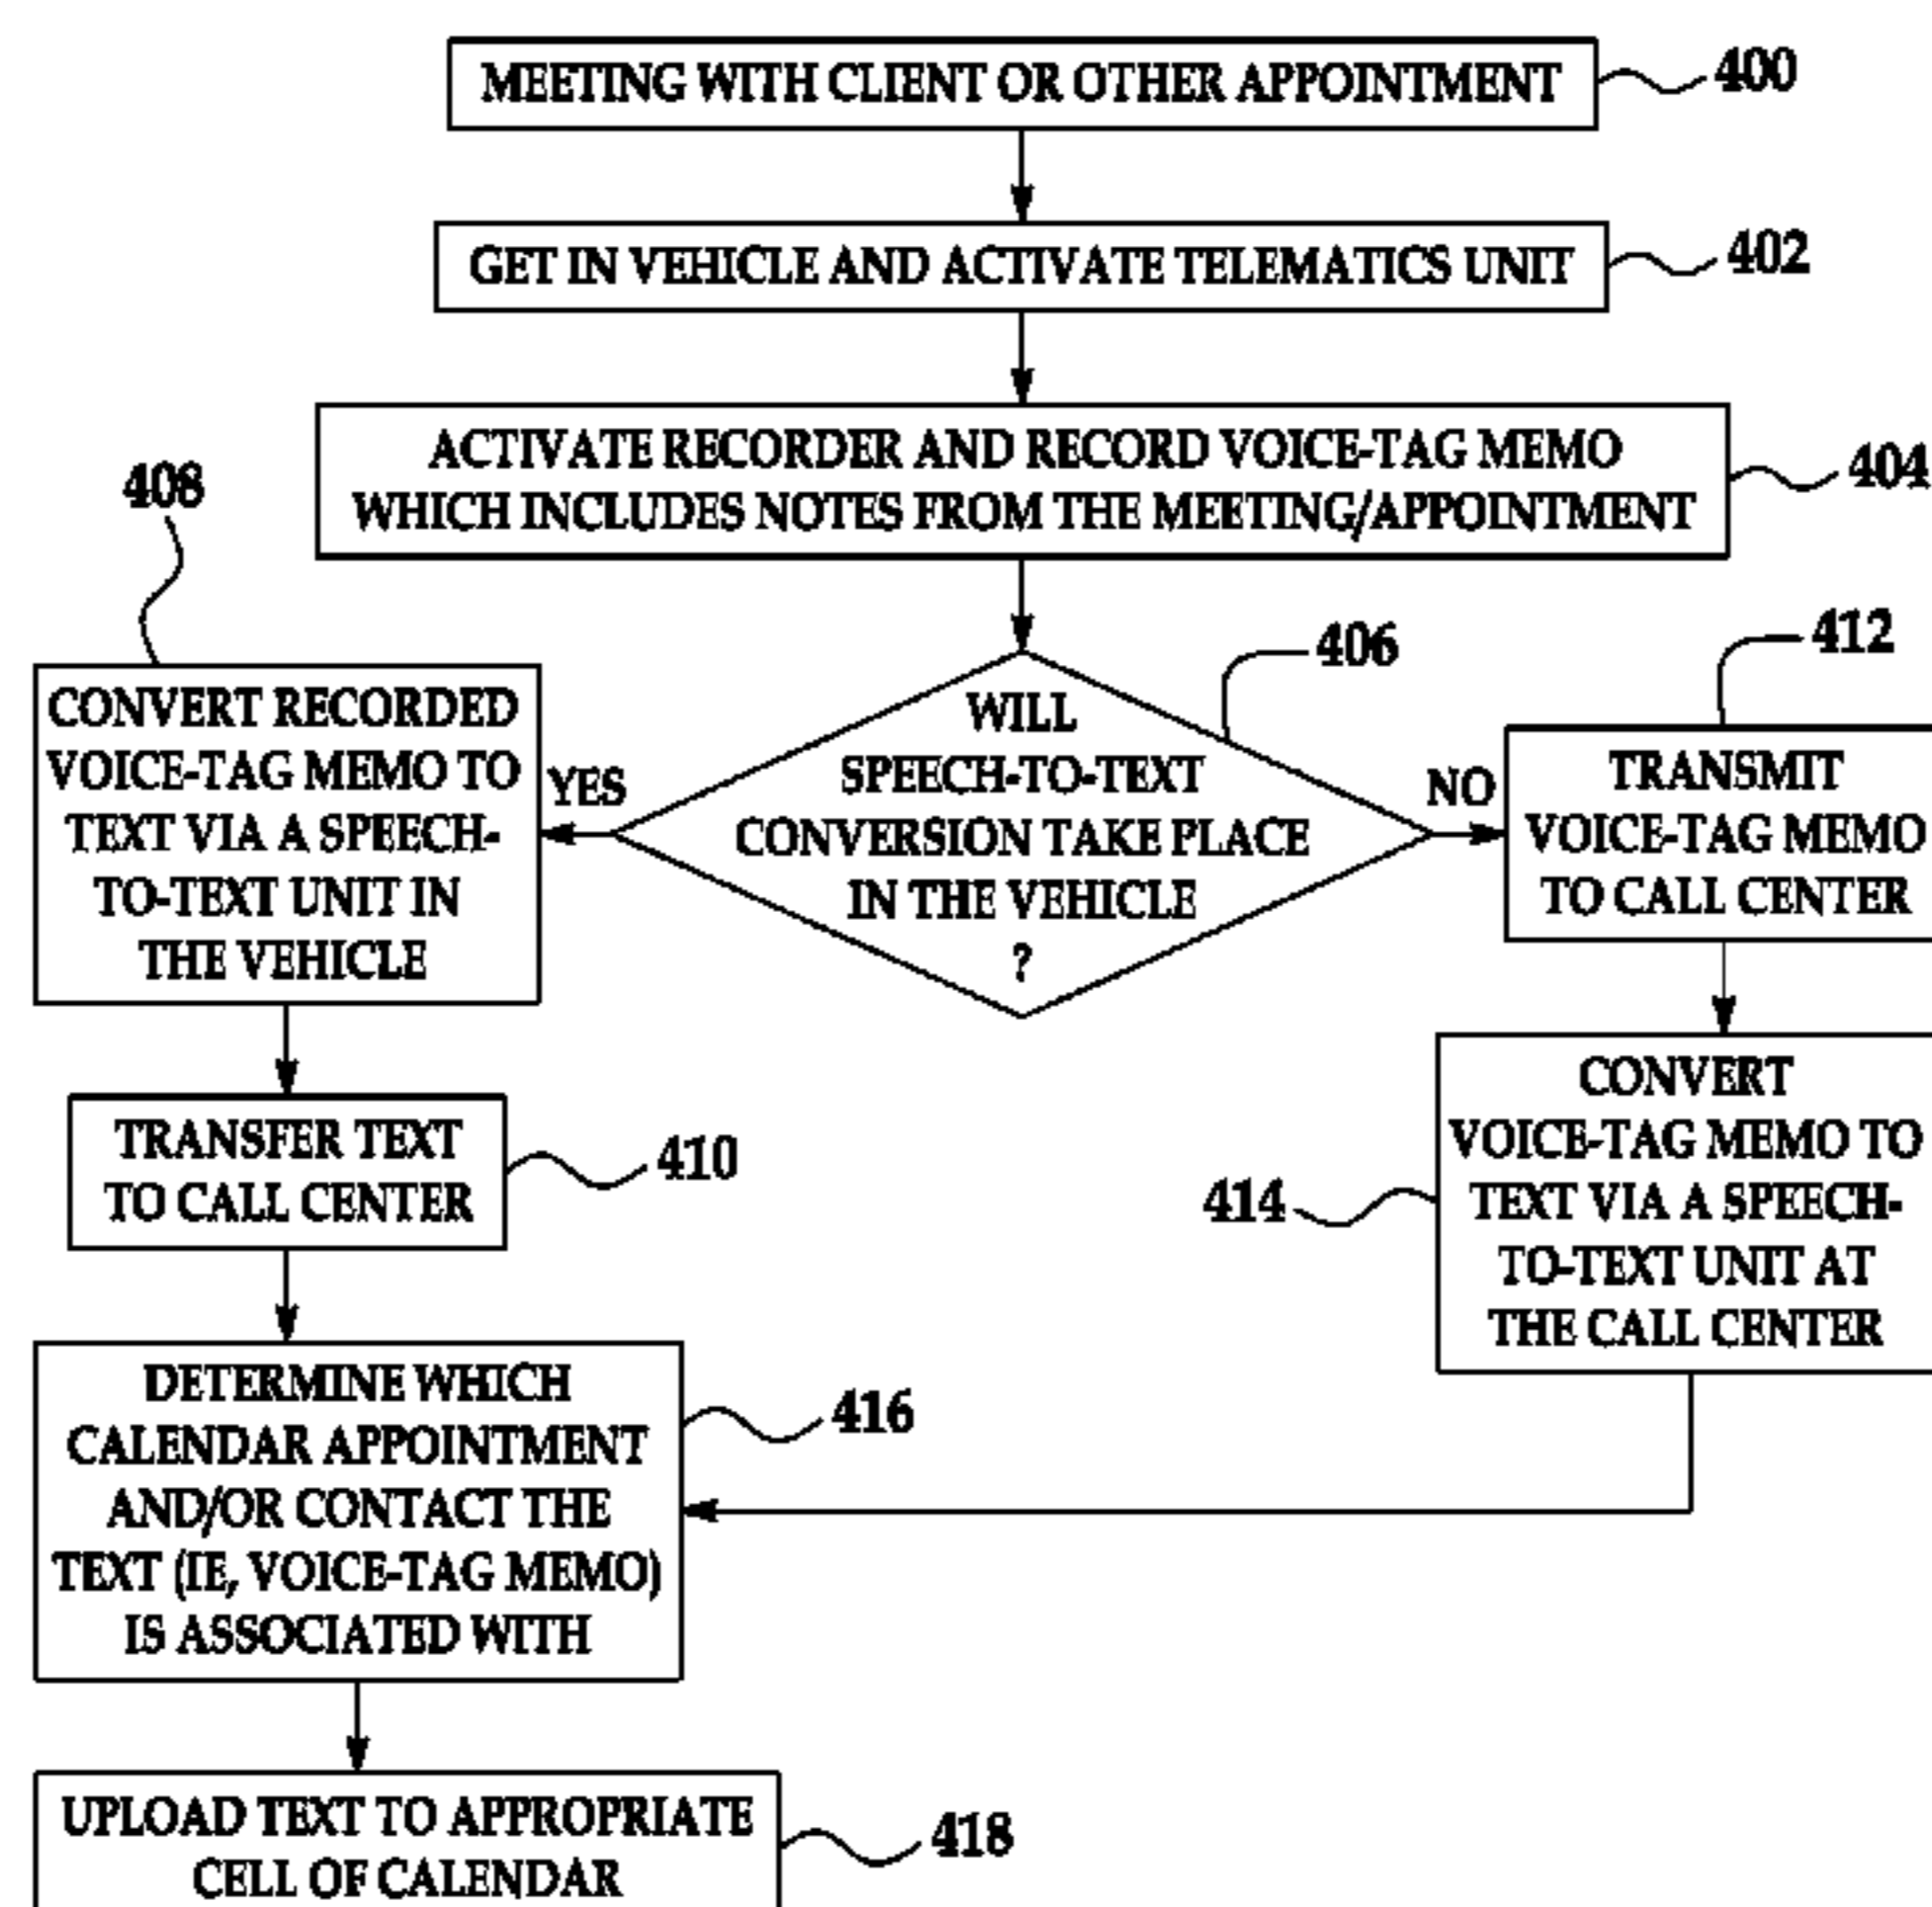 MEETING WITH CLIENT OR OTHER APPOINTMENT
400
GET IN VEHICLE AND ACTIVATE TELEMATICS UNIT
402
ACTIVATE RECORDER AND RECORD VOICE-TAG MEMO
WHICH INCLUDES NOTES FROM THE MEETING/APPOINTMENT
404
406
WILL
SPEECH-TO-TEXT
CONVERSION TAKE PLACE
IN THE VEHICLE
?
YES
NO
408
CONVERT RECORDED
VOICE-TAG MEMO TO
TEXT VIA A SPEECH-
TO-TEXT UNIT IN
THE VEHICLE
412
TRANSMIT
VOICE-TAG MEMO
TO CALL CENTER
TRANSFER TEXT
TO CALL CENTER
410
414
CONVERT
VOICE-TAG MEMO TO
TEXT VIA A SPEECH-
TO-TEXT UNIT AT
THE CALL CENTER
DETERMINE WHICH
CALENDAR APPOINTMENT
AND/OR CONTACT THE
TEXT (IE, VOICE-TAG MEMO)
IS ASSOCIATED WITH
416
UPLOAD TEXT TO APPROPRIATE
CELL OF CALENDAR
418